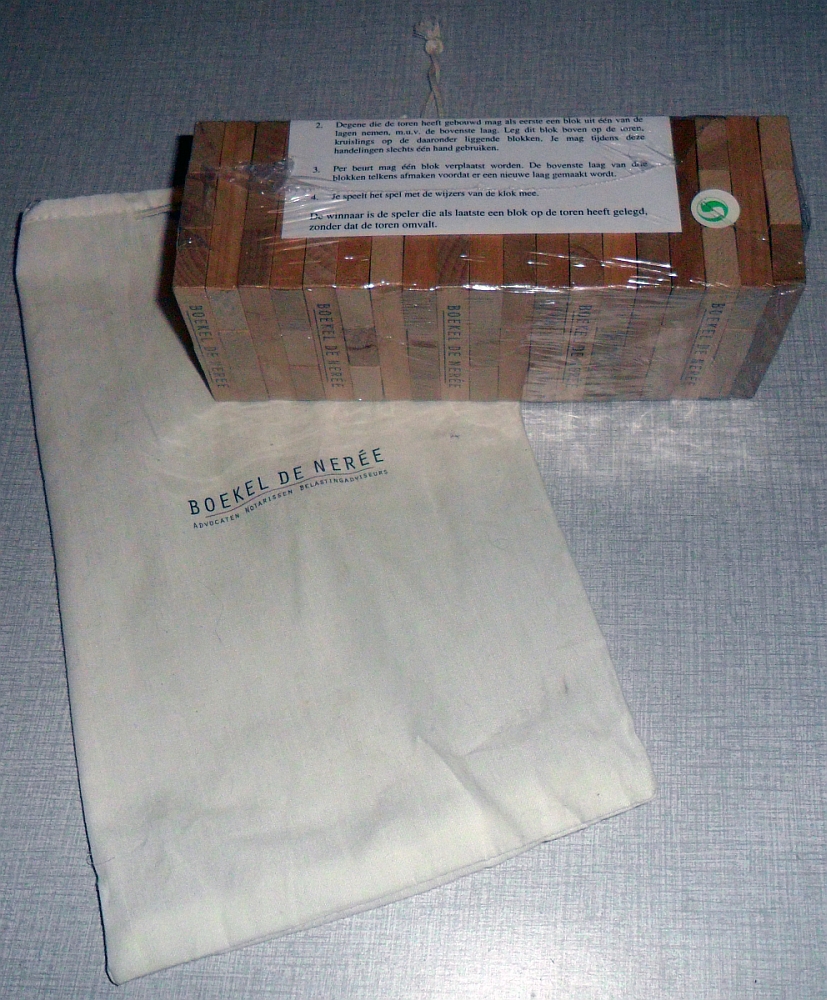 2. Degene die de toren heeft gebouwd mag als eerste een blok uit één van de
lagen nemen, m.u.v. de bovenste laag. Leg dit blok boven op de toren,
kruislings op de daaronder liggende blokken. Je mag tijdens deze
handelingen slechts één hand gebruiken.
3. Per beurt mag één blok verplaatst worden. De bovenste laag van deze
blokken telkens afmaken voordat er een nieuwe laag gemaakt wordt.
4. Je speelt het spel met de wijzers van de klok mee.
De winnaar is de speler die als laatste een blok op de toren heeft gelegd,
zonder dat de toren omvalt.
BOEKEL DE NERÉE
BOEKEL DE NERÉE
BOEKEL DE NERÉE
BOEKEL DE NERÉE
BOEKEL DE NERÉE
BOEKEL DE NERÉE
ADVOCATEN NOTARISSEN BELASTINGADVISEURS